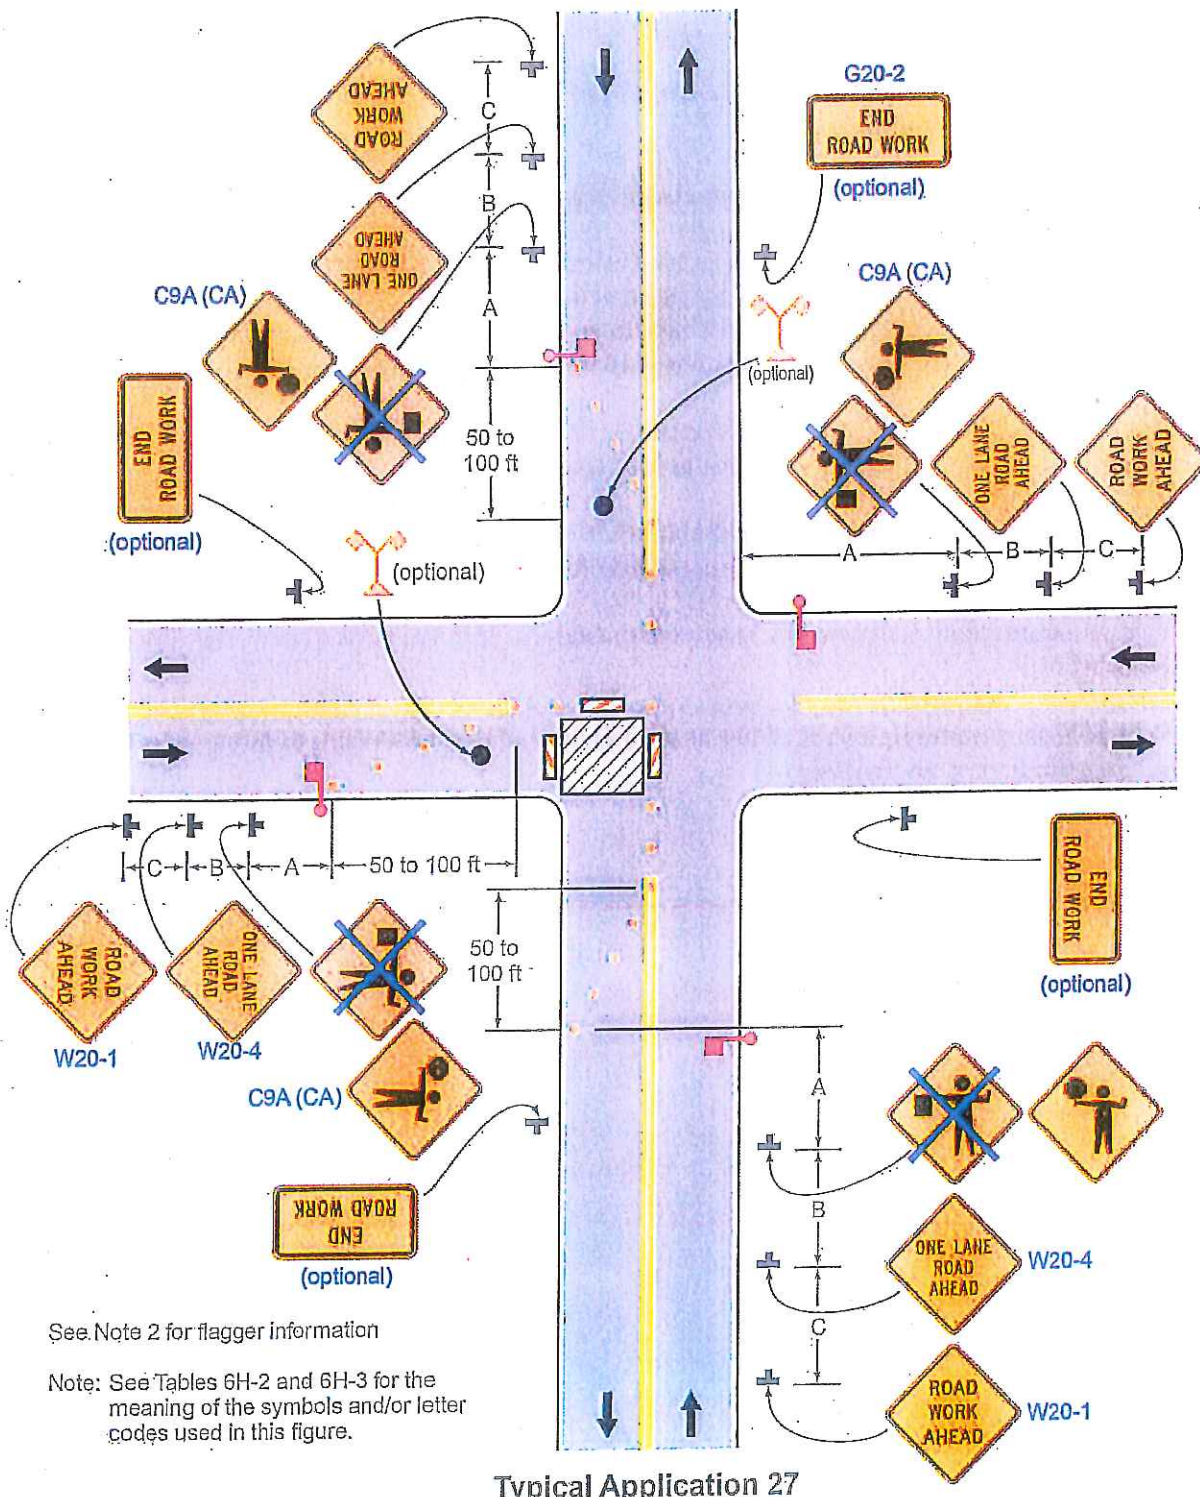 ROAD
WORK
AHEAD
C
B
A
ONE LANE
ROAD
AHEAD
C9A (CA)
END
ROAD WORK
(optional)
50 to
100 ft
(optional)
G20-2
END
ROAD WORK
(optional)
(optional)
C9A (CA)
ONE LANE
ROAD
AHEAD
ROAD
WORK
AHEAD
A
B
C
C
B
A
50 to 100 ft
ROAD
WORK
AHEAD
W20-1
ONE LANE
ROAD
AHEAD
W20-4
C9A (CA)
50 to
100 ft
END
ROAD WORK
(optional)
END
ROAD WORK
(optional)
A
B
C
ONE LANE
ROAD
AHEAD
W20-4
ROAD
WORK
AHEAD
W20-1
See Note 2 for flagger information
Note: See Tables 6H-2 and 6H-3 for the
meaning of the symbols and/or letter
codes used in this figure.
Typical Application 27